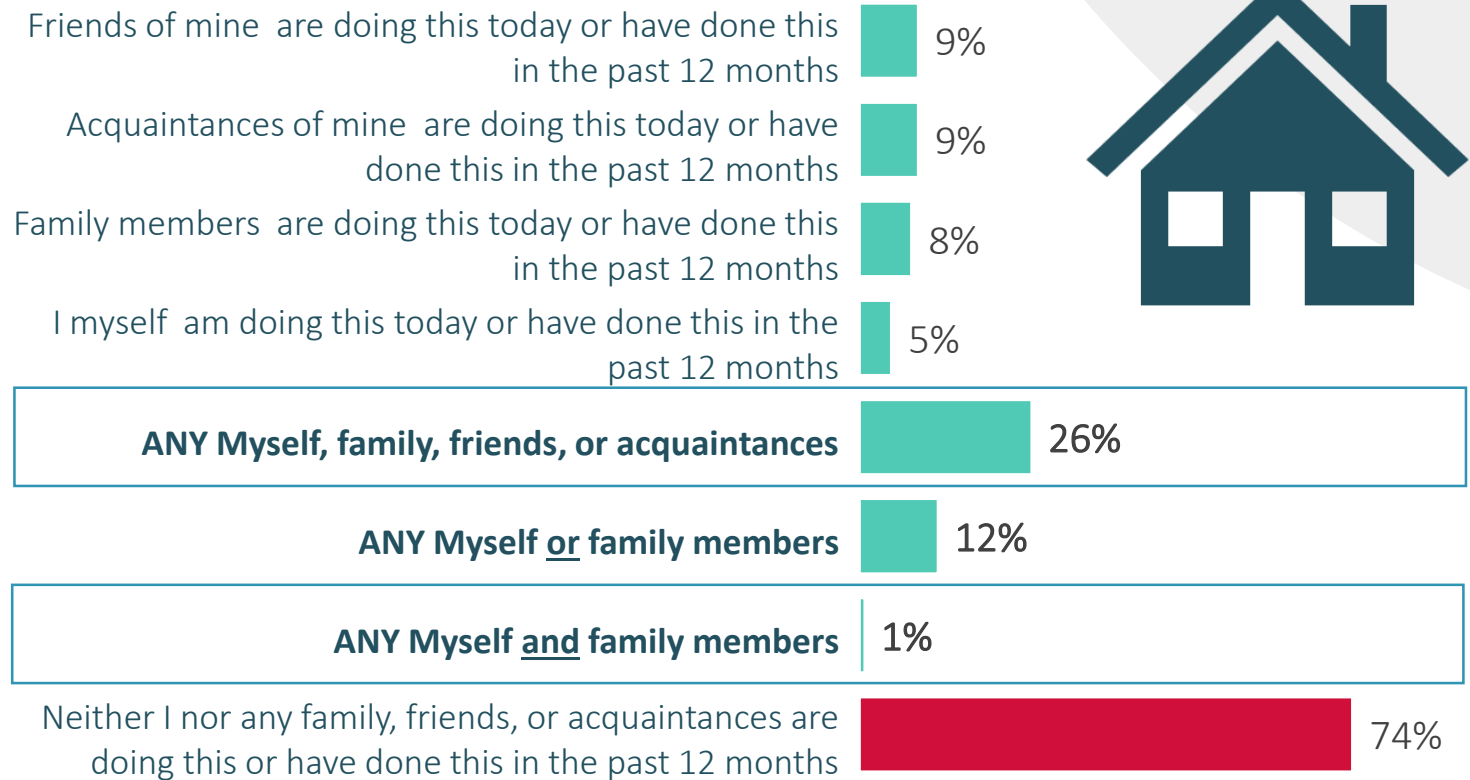 Friends of mine are doing this today or have done this
in the past 12 months
9%
Acquaintances of mine are doing this today or have
done this in the past 12 months
9%
Family members are doing this today or have done this
in the past 12 months
8%
I myself am doing this today or have done this in the
past 12 months
5%
ANY Myself, family, friends, or acquaintances
26%
ANY Myself or family members
12%
ANY Myself and family members
1%
Neither I nor any family, friends, or acquaintances are
doing this or have done this in the past 12 months
74%